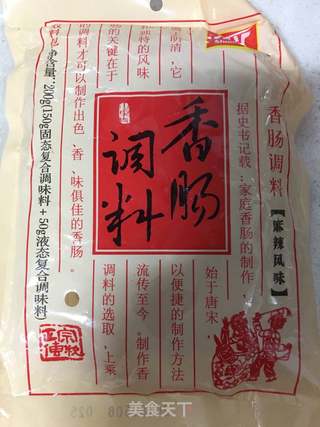 香肠调料
【麻辣风味】
据史书记载：家庭香肠的制作
始于唐宋，
以便捷的制作方法
流传至今。制作香
调料的选取，上菜
香肠
调料
清，它
独特的风味
的关键在于
的调料才可以制作出色、香、味俱佳的香肠。
净含量：200g(150g固态复合调味料＋50g液态复合调味料)
美食天下